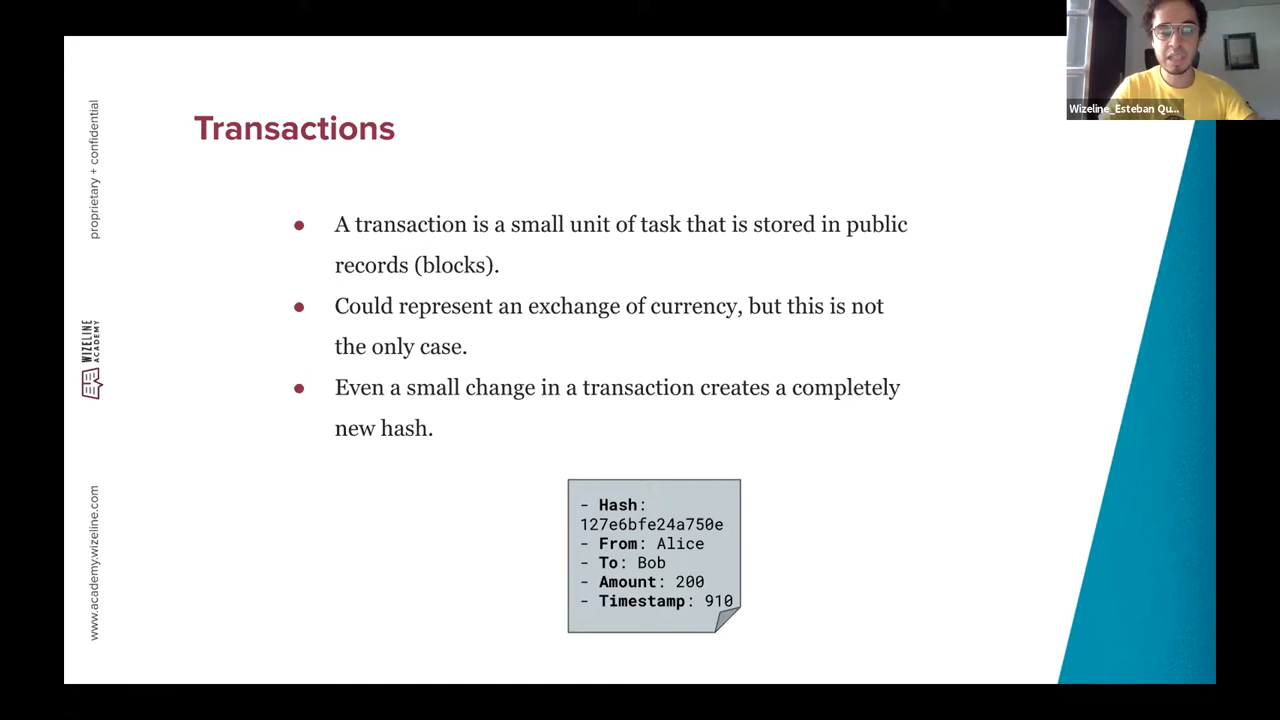 Wizeline_Esteban Qu...
proprietary + confidential
WIZELINE
ACADEMY
www.academy.wizeline.com
Transactions
● A transaction is a small unit of task that is stored in public
records (blocks).
● Could represent an exchange of currency, but this is not
the only case.
● Even a small change in a transaction creates a completely
new hash.
- Hash:
127e6bfe24a750e
- From: Alice
- To: Bob
- Amount: 200
- Timestamp: 910